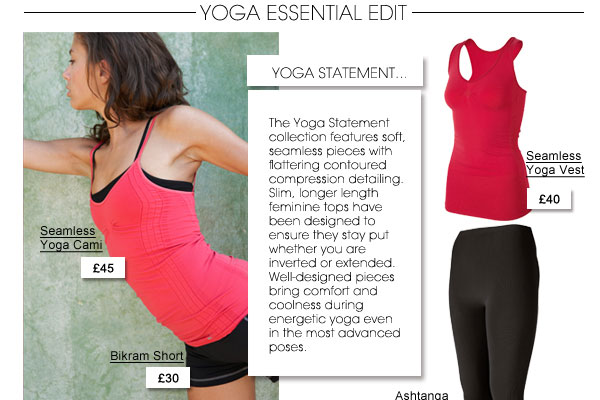 YOGA ESSENTIAL EDIT
YOGA STATEMENT...
The Yoga Statement
collection features soft,
seamless pieces with
flattering contoured
compression detailing.
Slim, longer length
feminine tops have
been designed to
ensure they stay put
whether you are
inverted or extended.
Well-designed pieces
bring comfort and
coolness during
energetic yoga even
in the most advanced
poses.
Seamless
Yoga Cami
£45
Bikram Short
£30
Seamless
Yoga Vest
£40
Ashtanga